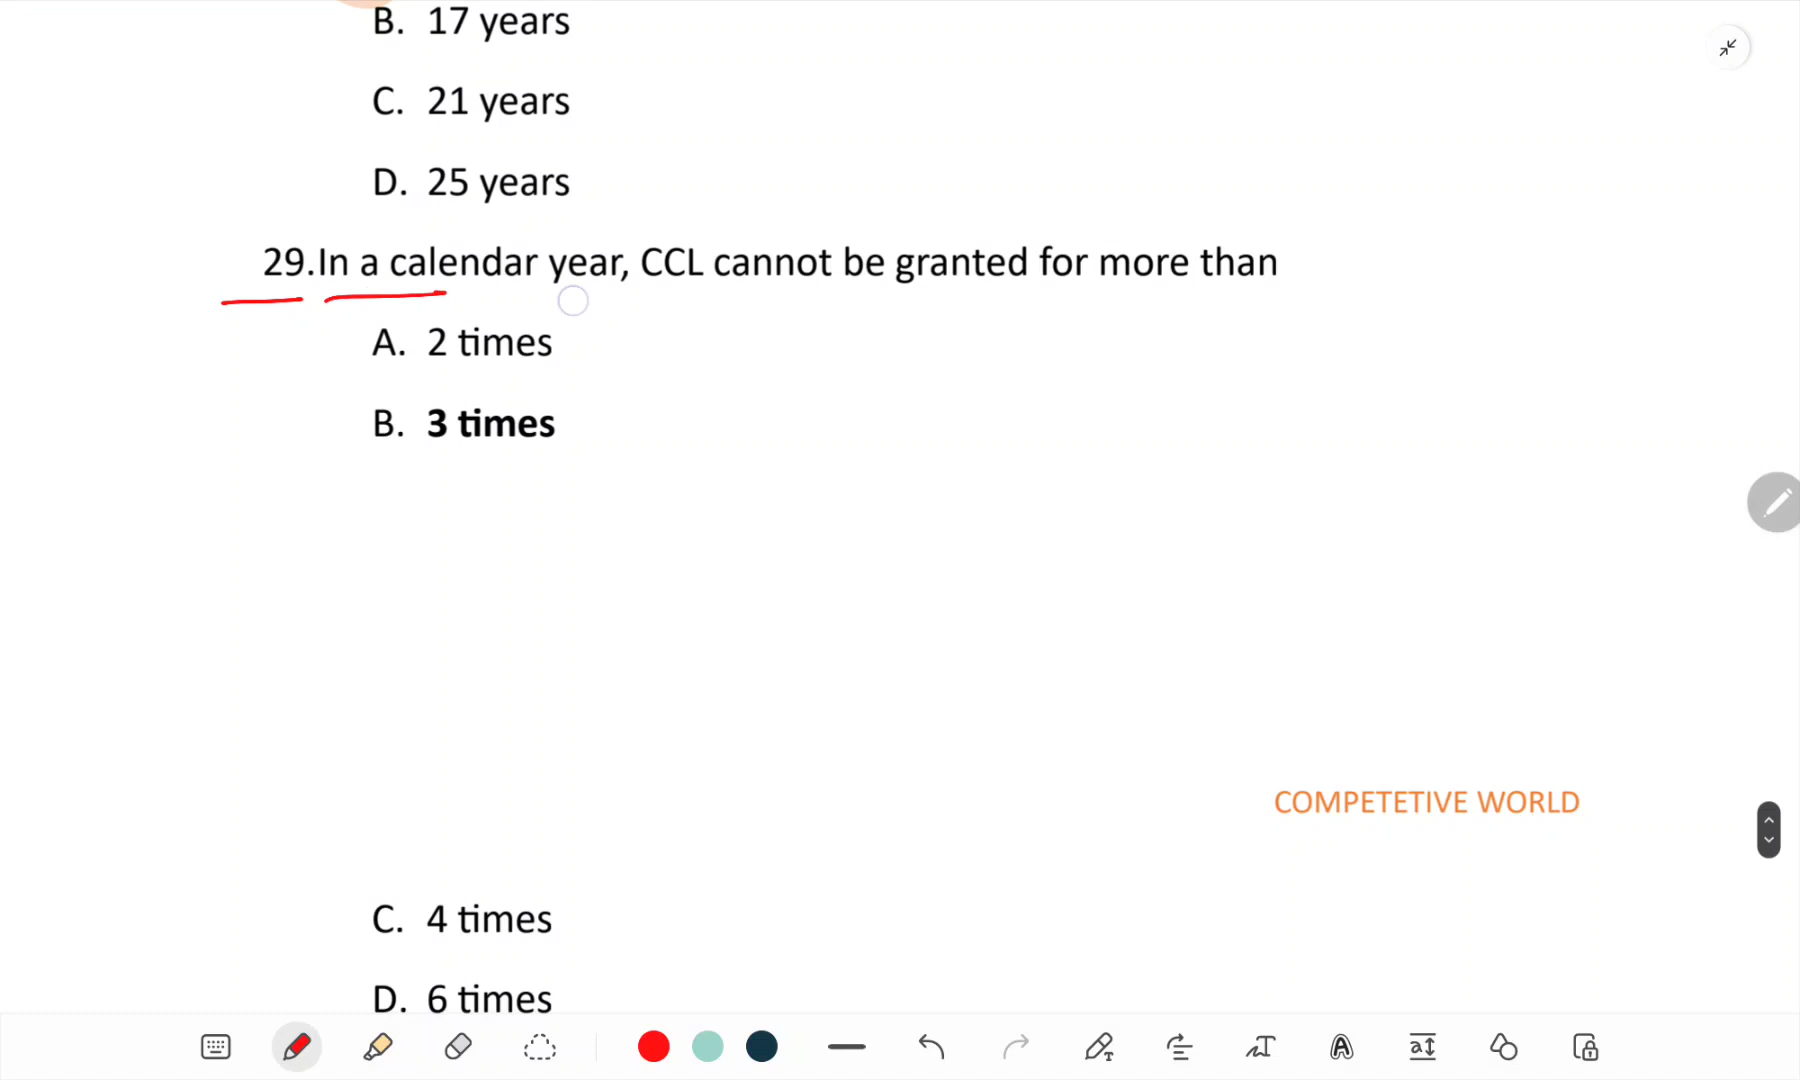 B. 17 years
C. 21 years
D. 25 years
29.In a calendar year, CCL cannot be granted for more than
A. 2 times
B. 3 times
COMPETETIVE WORLD
C. 4 times
D. 6 times